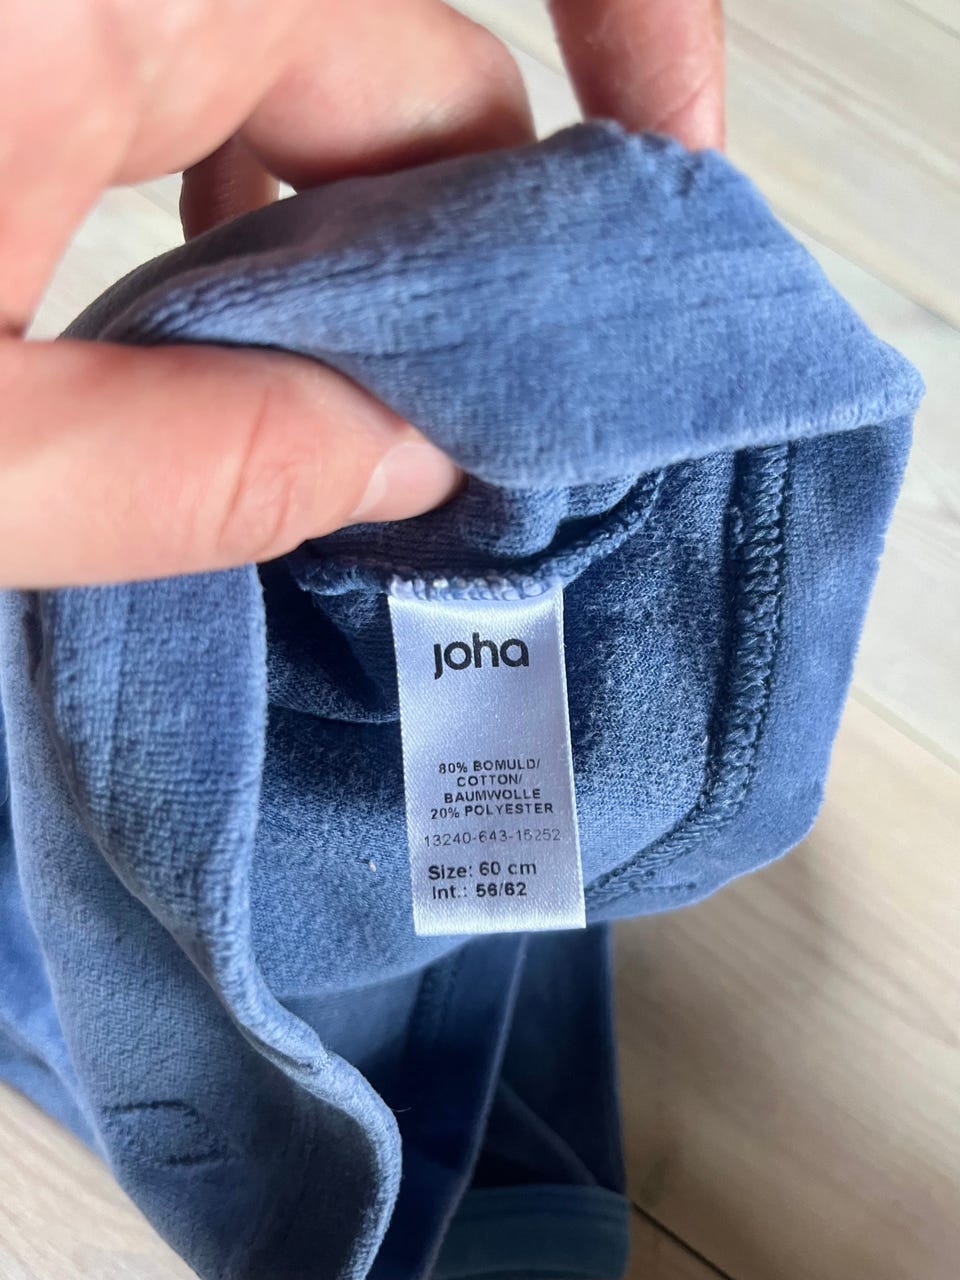 joha
80% BOMULD/
COTTON/
BAUMWOLLE
20% POLYESTER
13240-643-15252
Size: 60 cm
Int.: 56/62